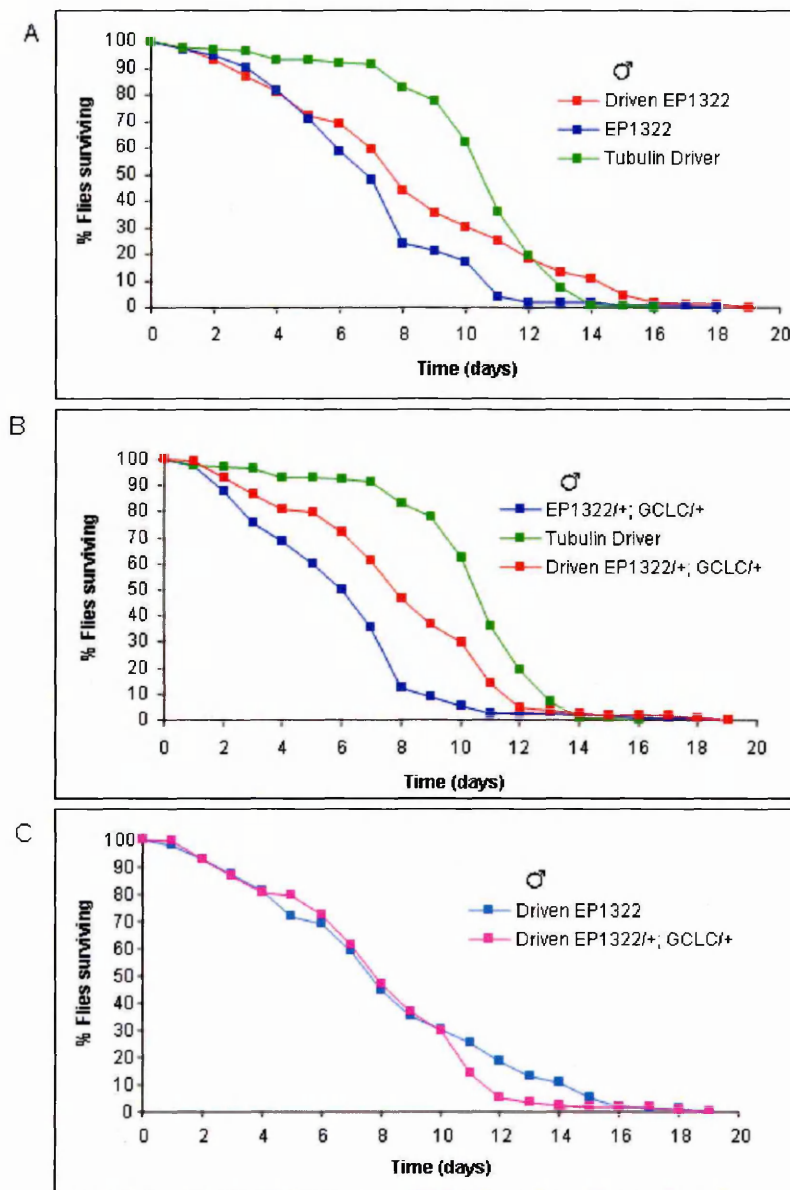 A
100
90
80
70
60
50
40
30
20
10
0
% Flies surviving
♂
Driven EP1322
EP1322
Tubulin Driver
0 2 4 6 8 10 12 14 16 18 20
Time (days)
B
100
90
80
70
60
50
40
30
20
10
0
% Flies surviving
♂
EP1322/+; GCLC/+
Tubulin Driver
Driven EP1322/+; GCLC/+
0 2 4 6 8 10 12 14 16 18 20
Time (days)
C
100
90
80
70
60
50
40
30
20
10
0
% Flies surviving
♂
Driven EP1322
Driven EP1322/+; GCLC/+
0 2 4 6 8 10 12 14 16 18 20
Time (days)